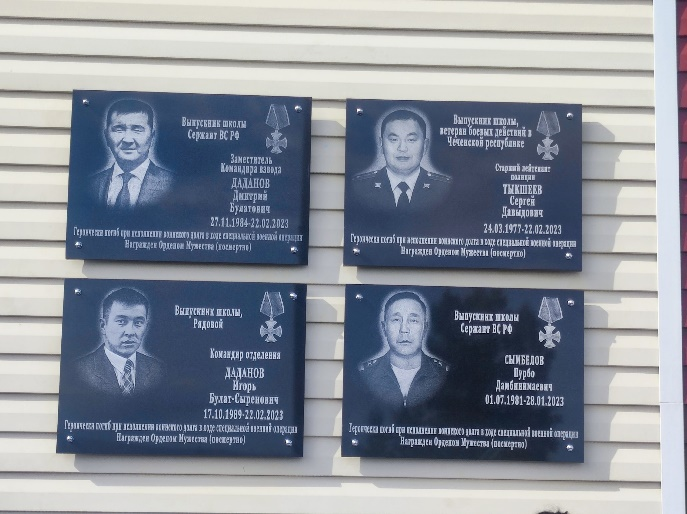 Выпускник школы
Сержант ВС РФ
Заместитель
Командира взвода
ДАДАНОВ
Дмитрий
Булатович
27.11.1984-22.02.2023
Героически погиб при исполнении воинского долга в ходе специальной военной операции
Награжден Орденом Мужества (посмертно)
Выпускник школы,
ветеран боевых действий в
Чеченской республике
Старший лейтенант
полиции
ТЫКШЕЕВ
Сергей
Давыдович
24.03.1977-22.02.2023
Героически погиб при исполнении воинского долга в ходе специальной военной операции
Награжден Орденом Мужества (посмертно)
Выпускник школы,
Рядовой
Командир отделения
ДАДАНОВ
Игорь
Булат-Сыренович
17.10.1989-22.02.2023
Героически погиб при исполнении воинского долга в ходе специальной военной операции
Награжден Орденом Мужества (посмертно)
Выпускник школы
Сержант ВС РФ
СЫМБЕЛОВ
Пурбо
Дамбинимаевич
01.07.1981-28.01.2023
Героически погиб при исполнении воинского долга в ходе специальной военной операции
Награжден Орденом Мужества (посмертно)